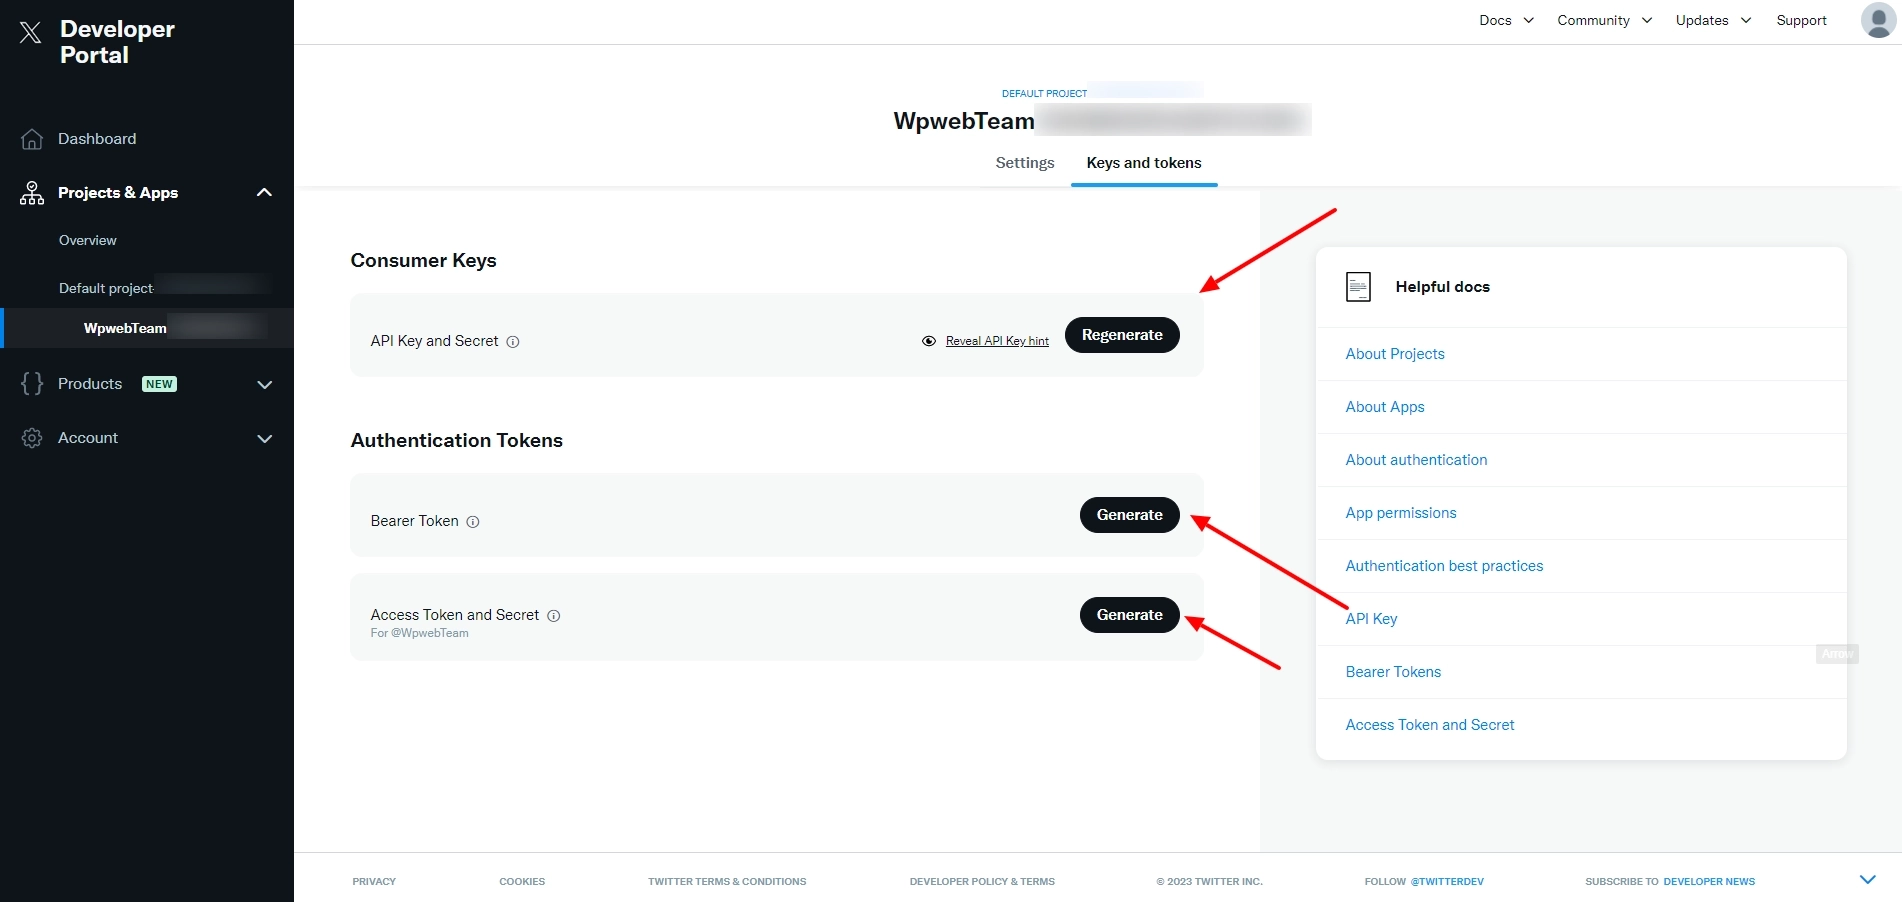 Developer
Portal
Dashboard
Projects & Apps
Overview
Default project
WpwebTeam
Products NEW
Account
Docs Community Updates Support
DEFAULT PROJECT
WpwebTeam
Settings Keys and tokens
Consumer Keys
API Key and Secret Reveal API Key hint Regenerate
Authentication Tokens
Bearer Token Generate
Access Token and Secret Generate
For @WpwebTeam
Helpful docs
About Projects
About Apps
About authentication
App permissions
Authentication best practices
API Key
Arrow
Bearer Tokens
Access Token and Secret
PRIVACY COOKIES TWITTER TERMS & CONDITIONS DEVELOPER POLICY & TERMS © 2023 TWITTER INC. FOLLOW @TWITTERDEV SUBSCRIBE TO DEVELOPER NEWS